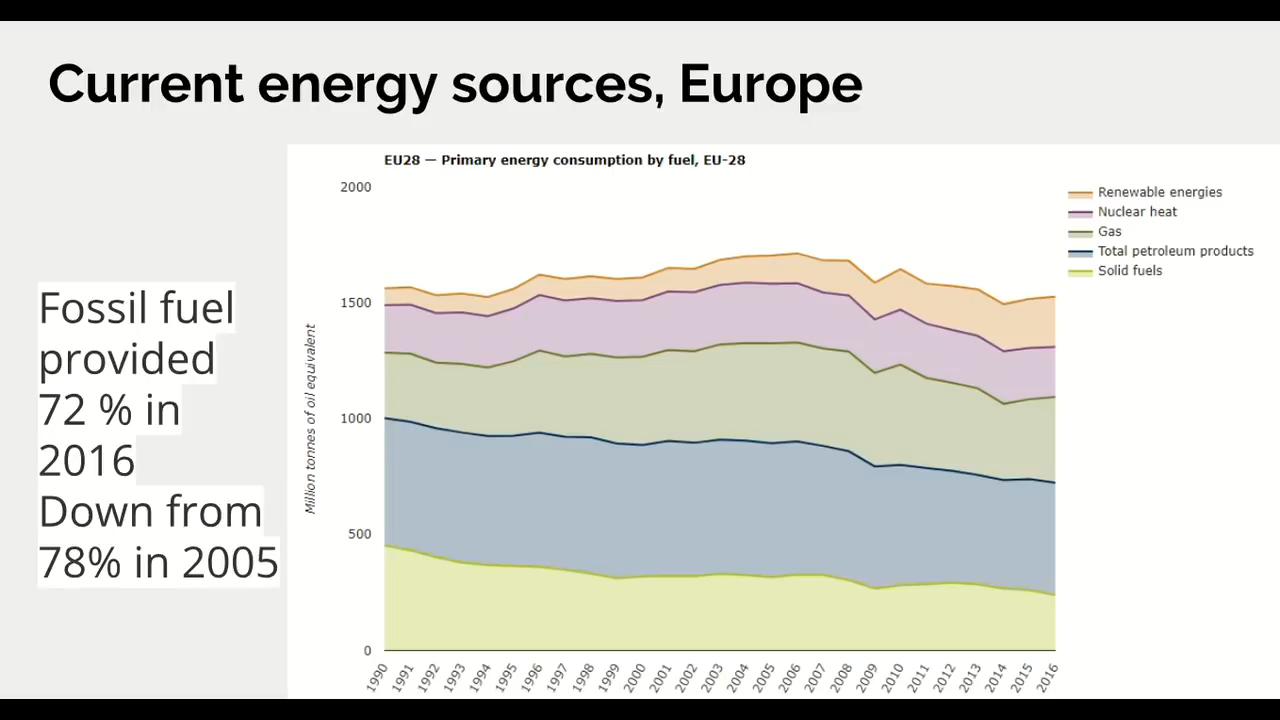 Current energy sources, Europe
EU28 — Primary energy consumption by fuel, EU-28
Fossil fuel
provided
72 % in
2016
Down from
78% in 2005
Million tonnes of oil equivalent
2000
1500
1000
500
0
1990 1991 1992 1993 1994 1995 1996 1997 1998 1999 2000 2001 2002 2003 2004 2005 2006 2007 2008 2009 2010 2011 2012 2013 2014 2015 2016
Renewable energies
Nuclear heat
Gas
Total petroleum products
Solid fuels